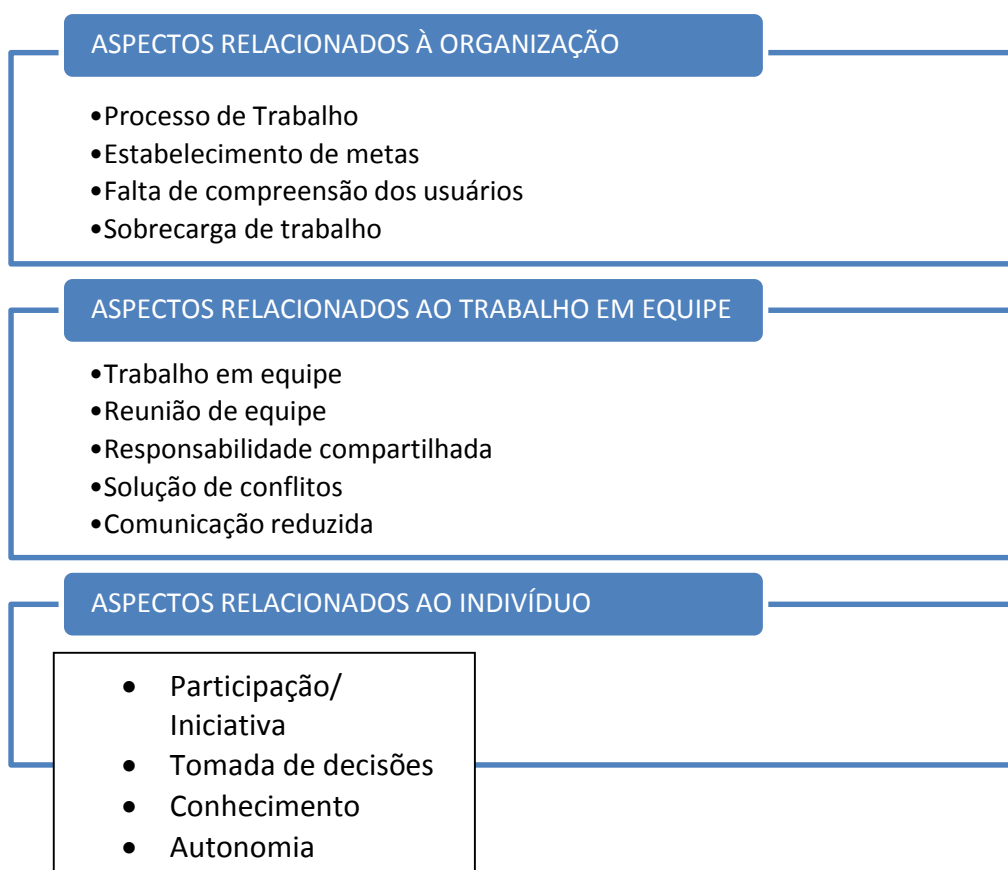 ASPECTOS RELACIONADOS À ORGANIZAÇÃO
•Processo de Trabalho
•Estabelecimento de metas
•Falta de compreensão dos usuários
•Sobrecarga de trabalho
ASPECTOS RELACIONADOS AO TRABALHO EM EQUIPE
•Trabalho em equipe
•Reunião de equipe
•Responsabilidade compartilhada
•Solução de conflitos
•Comunicação reduzida
ASPECTOS RELACIONADOS AO INDIVÍDUO
• Participação/
Iniciativa
• Tomada de decisões
• Conhecimento
• Autonomia